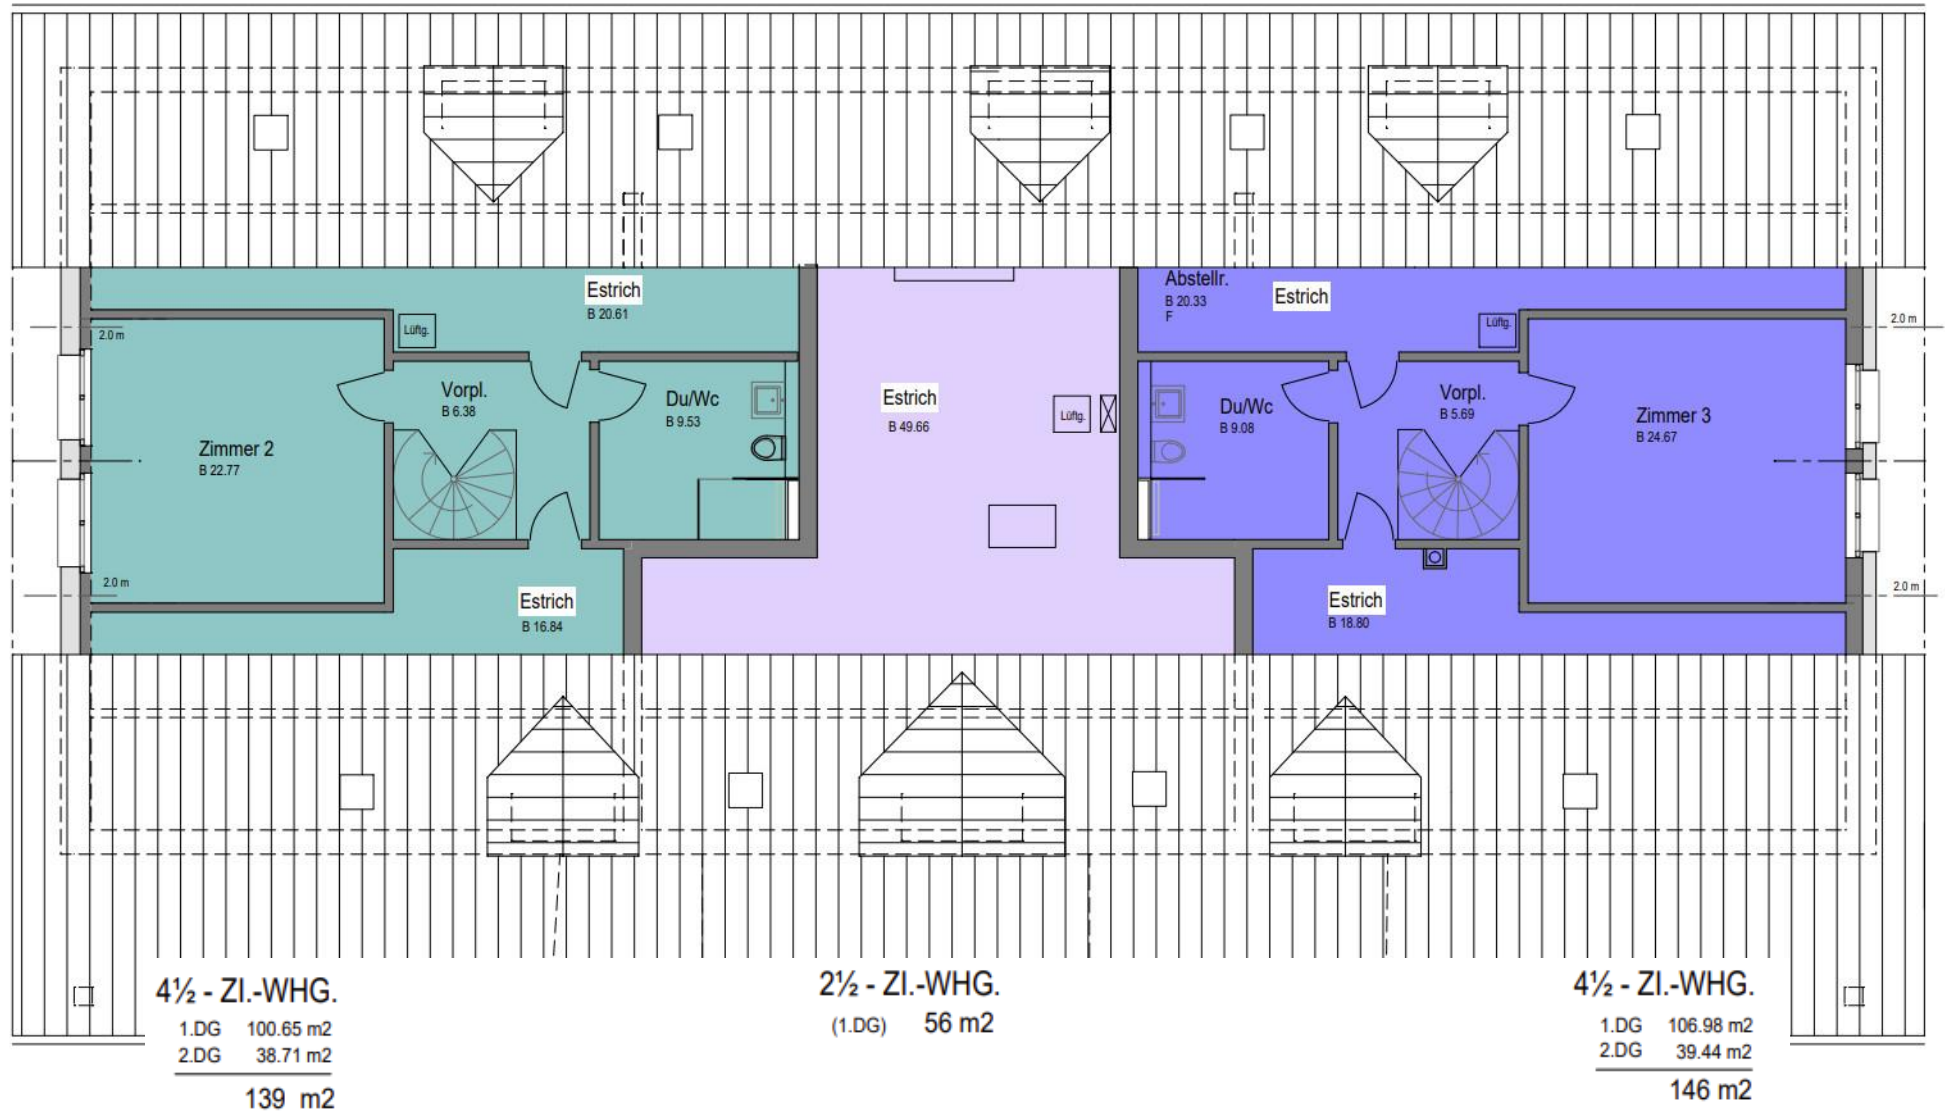 Estrich
B 20.61
Abstellr.
B 20.33
F
Estrich
2.0 m
Lüftg.
Lüftg.
2.0 m
Vorpl.
B 6.38
Du/Wc
B 9.53
Estrich
B 49.66
Lüftg.
Du/Wc
B 9.08
Vorpl.
B 5.69
Zimmer 3
B 24.67
Zimmer 2
B 22.77
2.0 m
Estrich
B 16.84
Estrich
B 18.80
2.0 m
4½ - ZI.-WHG.
1.DG 100.65 m2
2.DG 38.71 m2
139 m2
2½ - ZI.-WHG.
(1.DG) 56 m2
4½ - ZI.-WHG.
1.DG 106.98 m2
2.DG 39.44 m2
146 m2